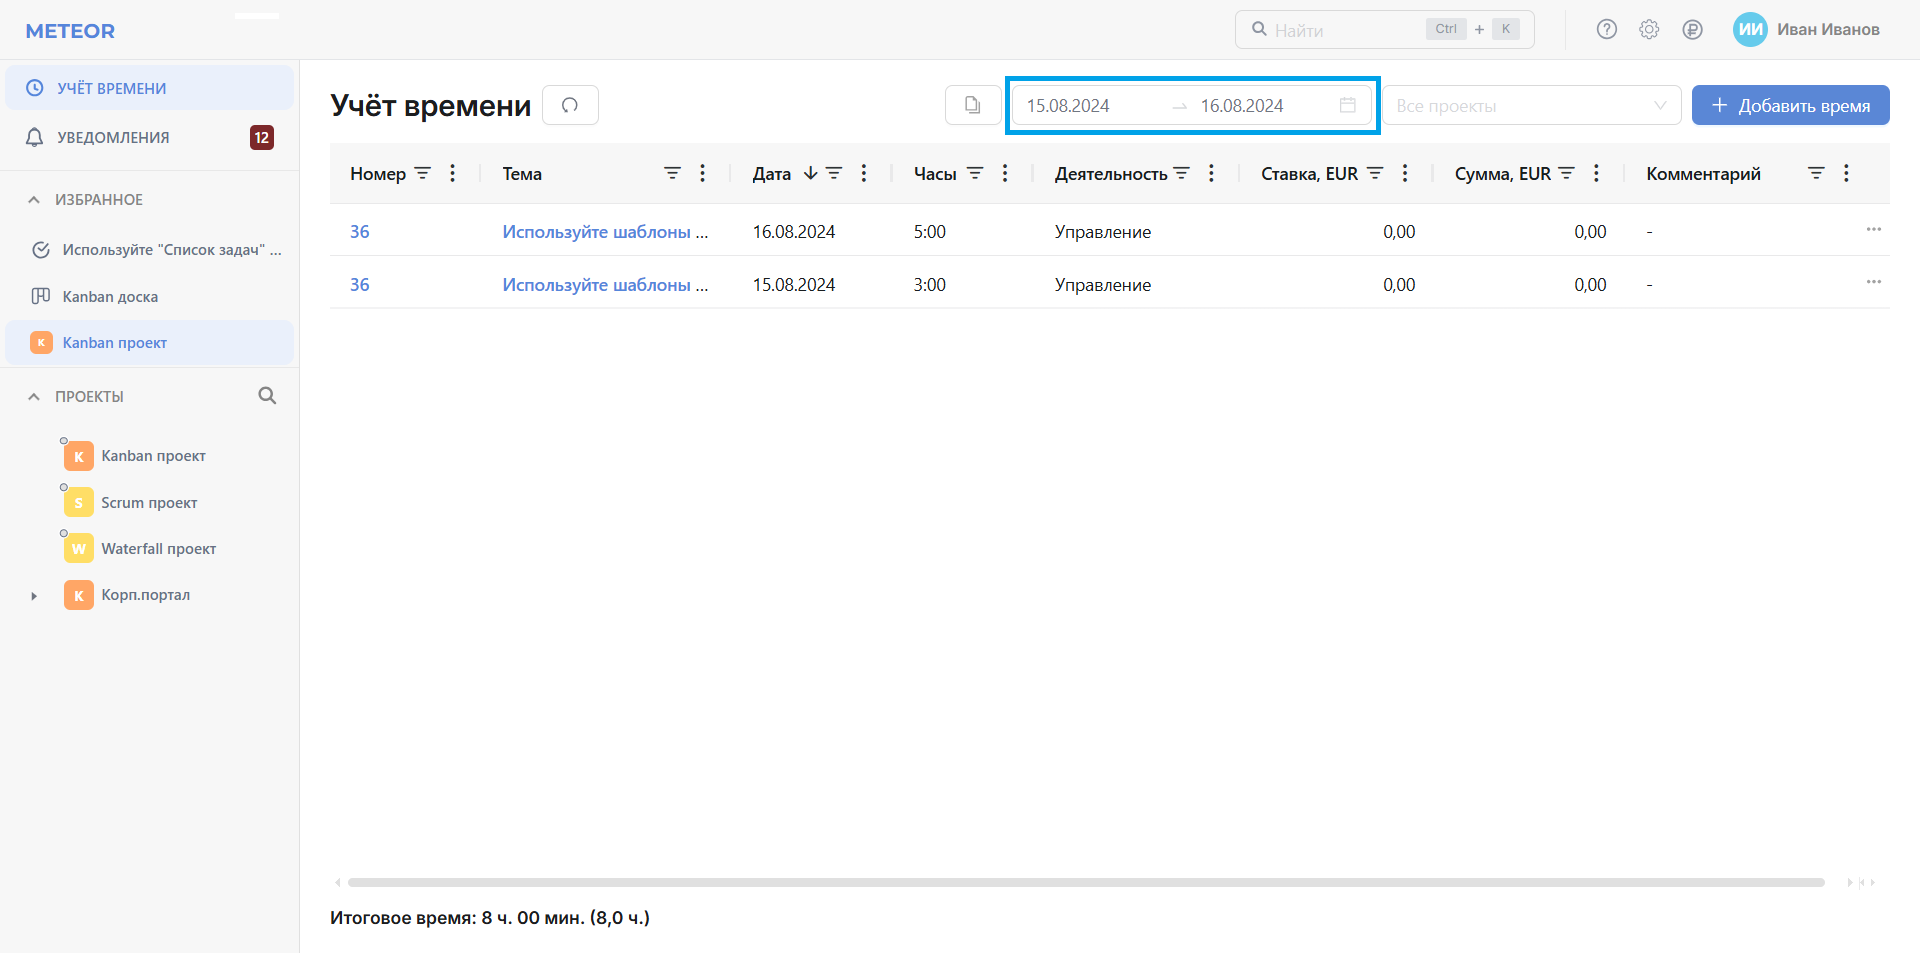 METEOR
Найти Ctrl + K
ИИ Иван Иванов
УЧЁТ ВРЕМЕНИ
УВЕДОМЛЕНИЯ 12
ИЗБРАННОЕ
Используйте "Список задач" ...
Kanban доска
K Kanban проект
ПРОЕКТЫ
K Kanban проект
S Scrum проект
W Waterfall проект
К Корп.портал
Учёт времени
15.08.2024 → 16.08.2024
Все проекты
+ Добавить время
Номер Тема Дата Часы Деятельность Ставка, EUR Сумма, EUR Комментарий
36 Используйте шаблоны ... 16.08.2024 5:00 Управление 0,00 0,00 -
36 Используйте шаблоны ... 15.08.2024 3:00 Управление 0,00 0,00 -
Итоговое время: 8 ч. 00 мин. (8,0 ч.)